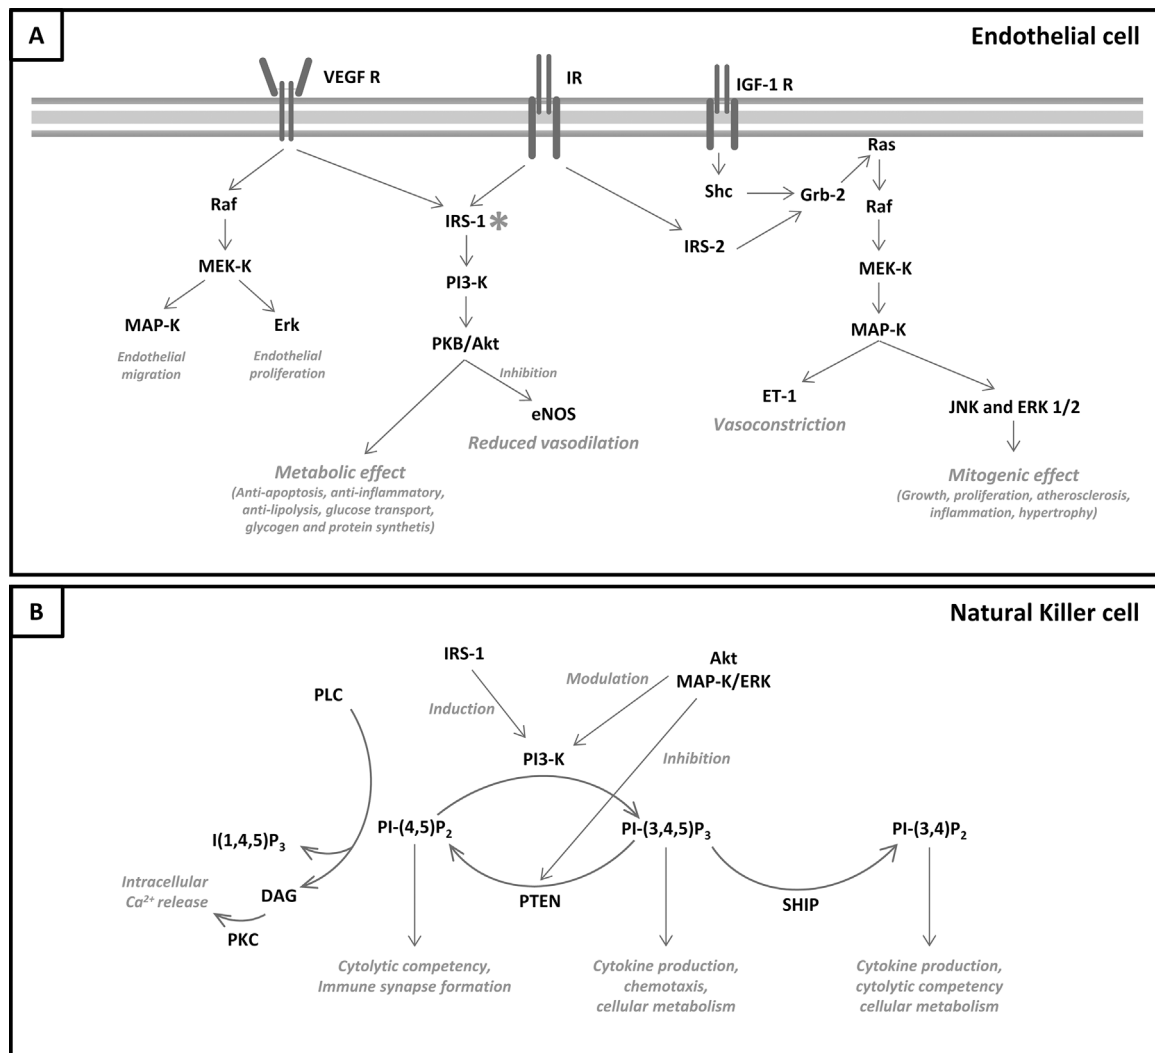 A
Endothelial cell
VEGF R
IR
IGF-1 R
Ras
Raf
Shc
Grb-2
Raf
IRS-1 *
IRS-2
MEK-K
PI3-K
MEK-K
MAP-K
Erk
PKB/Akt
MAP-K
Endothelial
migration
Endothelial
proliferation
Inhibition
eNOS
Reduced vasodilation
ET-1
Vasoconstriction
JNK and ERK 1/2
Metabolic effect
(Anti-apoptosis, anti-inflammatory,
anti-lipolysis, glucose transport,
glycogen and protein synthetis)
Mitogenic effect
(Growth, proliferation, atherosclerosis,
inflammation, hypertrophy)
B
Natural Killer cell
IRS-1
Akt
MAP-K/ERK
PLC
Induction
Modulation
PI3-K
Inhibition
I(1,4,5)P3
PI-(4,5)P2
PI-(3,4,5)P3
PI-(3,4)P2
Intracellular
Ca2+ release
DAG
PKC
PTEN
SHIP
Cytolytic competency,
Immune synapse formation
Cytokine production,
chemotaxis,
cellular metabolism
Cytokine production,
cytolytic competency
cellular metabolism